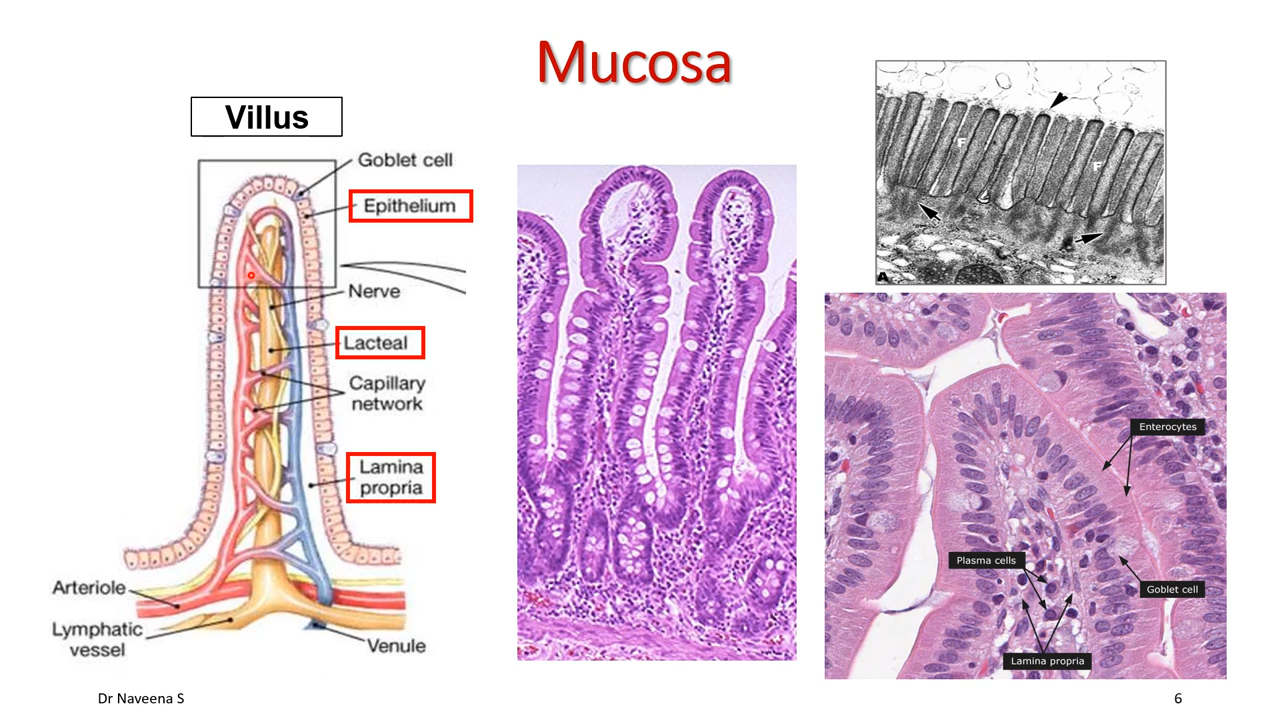 Mucosa
Villus
Goblet cell
Epithelium
Nerve
Lacteal
Capillary
network
Lamina
propria
Arteriole
Lymphatic
vessel
Venule
F
F
A
Enterocytes
Plasma cells
Goblet cell
Lamina propria
Dr Naveena S
6